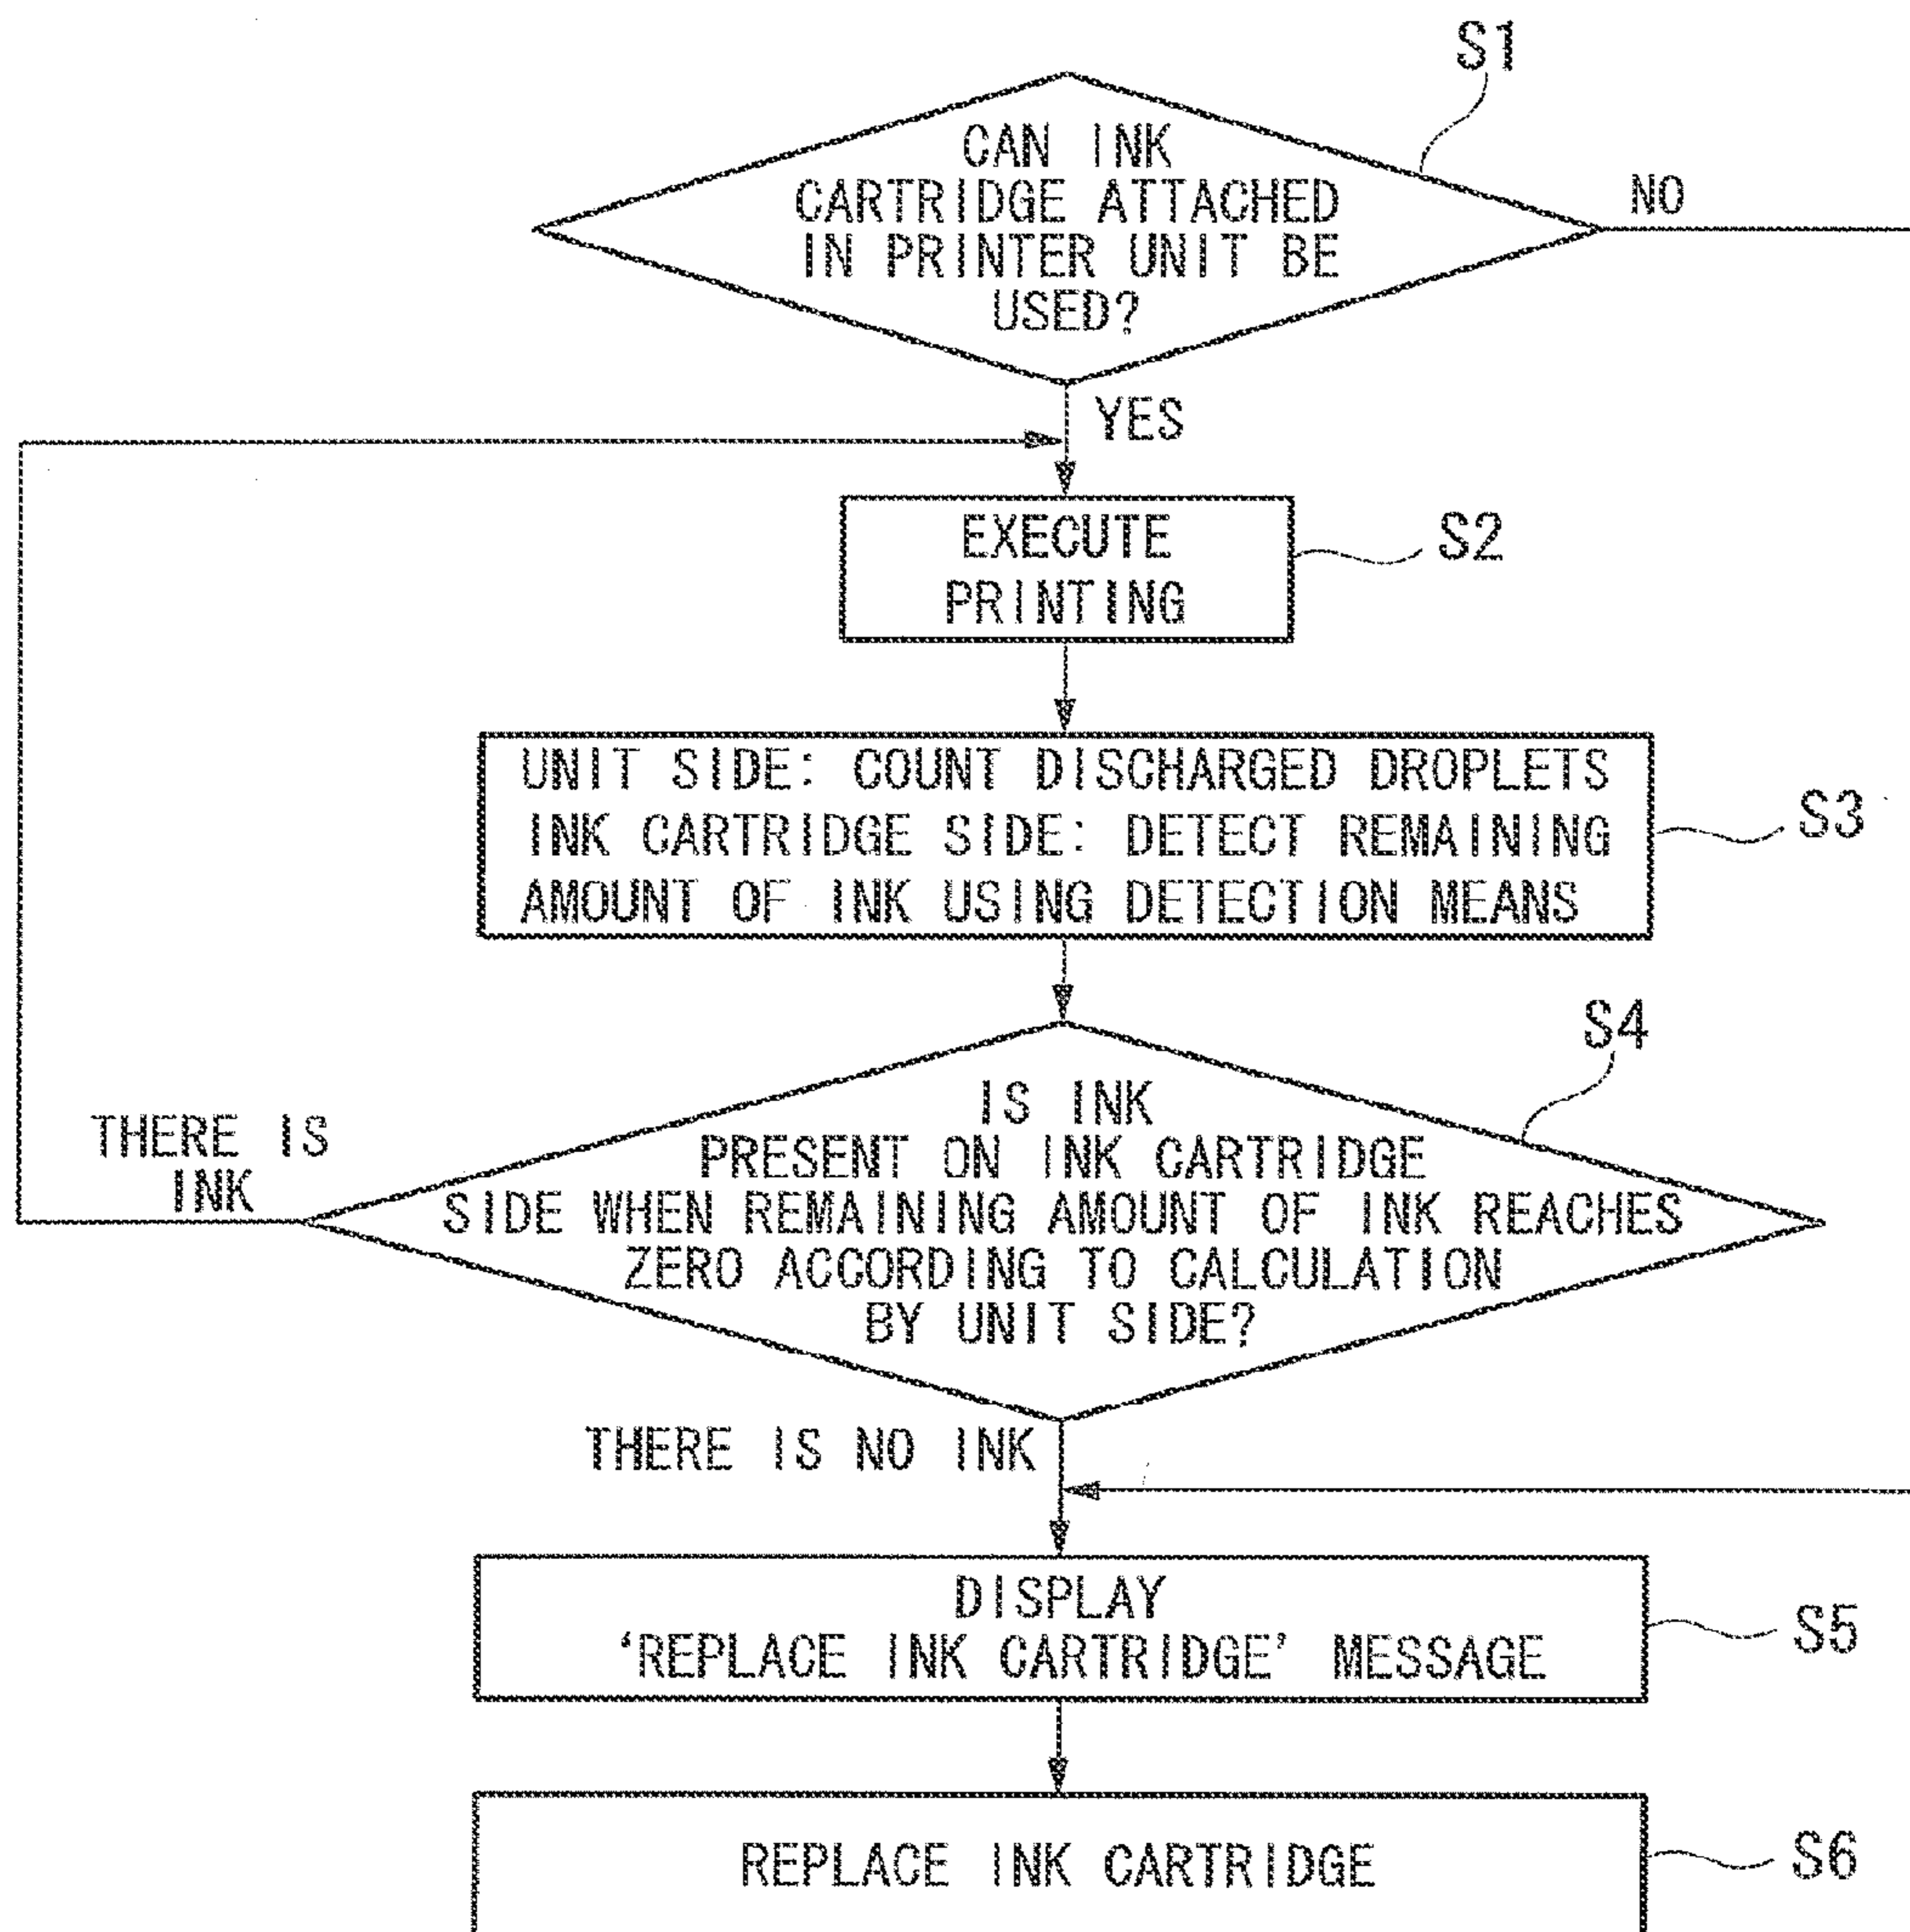 S1
CAN INK
CARTRIDGE ATTACHED
IN PRINTER UNIT BE
USED?
NO
YES
EXECUTE
PRINTING
S2
UNIT SIDE: COUNT DISCHARGED DROPLETS
INK CARTRIDGE SIDE: DETECT REMAINING
AMOUNT OF INK USING DETECTION MEANS
S3
S4
IS INK
PRESENT ON INK CARTRIDGE
SIDE WHEN REMAINING AMOUNT OF INK REACHES
ZERO ACCORDING TO CALCULATION
BY UNIT SIDE?
THERE IS
INK
THERE IS NO INK
DISPLAY
‘REPLACE INK CARTRIDGE’ MESSAGE
S5
REPLACE INK CARTRIDGE
S6